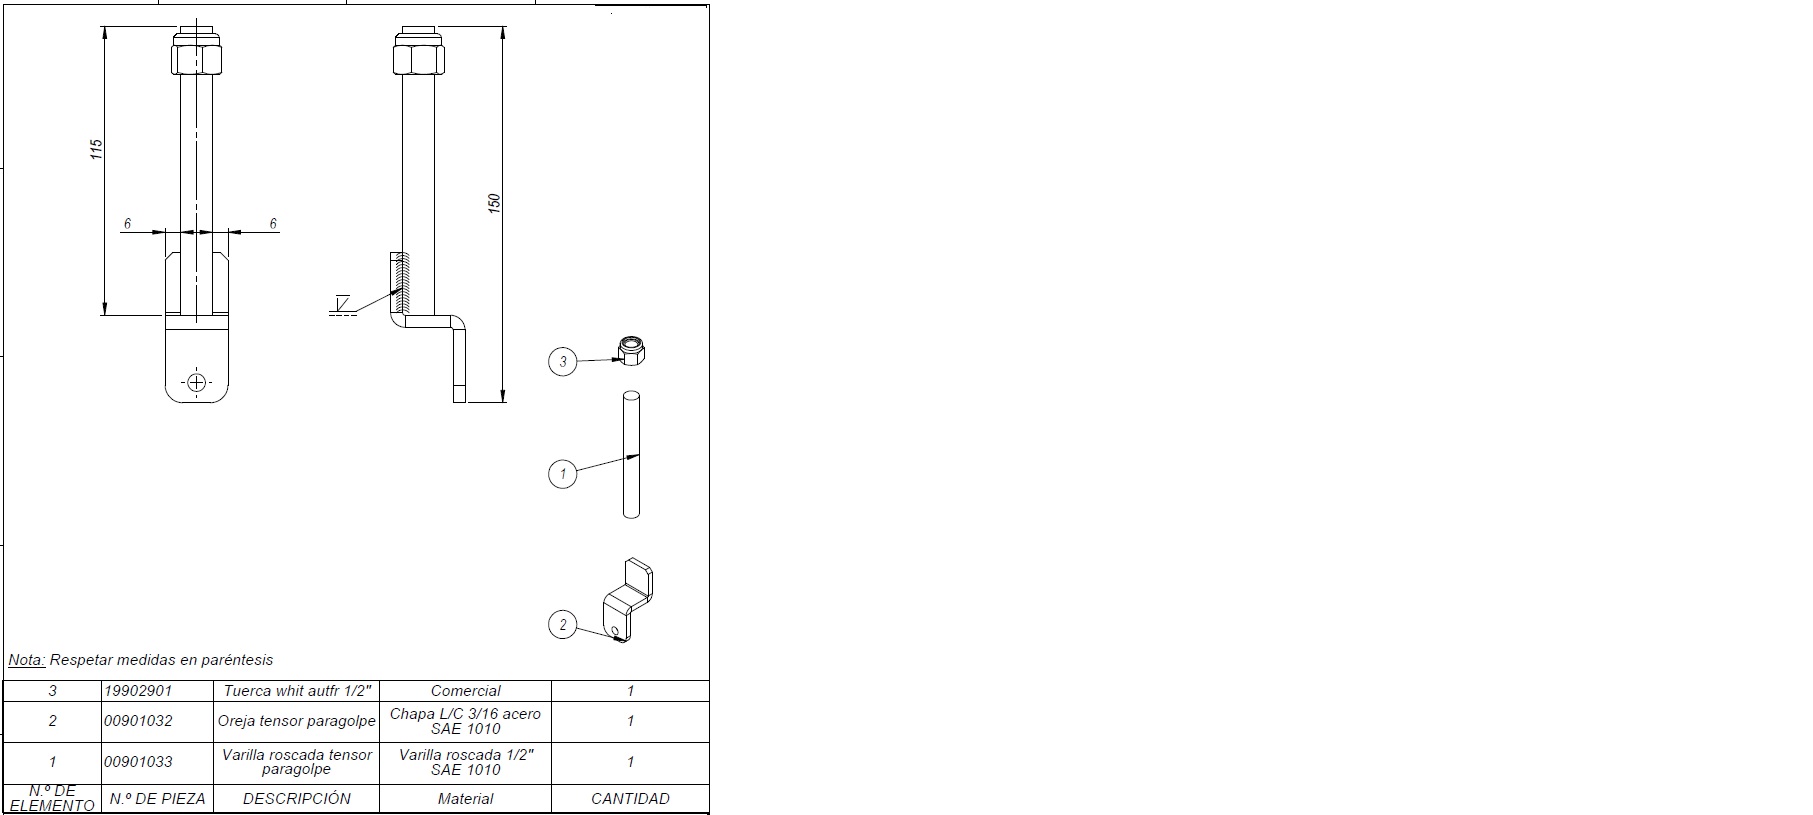 115
150
6
6
3
1
2
Nota: Respetar medidas en paréntesis
3 19902901 Tuerca whit autfr 1/2" Comercial 1
2 00901032 Oreja tensor paragolpe Chapa L/C 3/16 acero
SAE 1010 1
1 00901033 Varilla roscada tensor
paragolpe Varilla roscada 1/2"
SAE 1010 1
N.º DE
ELEMENTO N.º DE PIEZA DESCRIPCIÓN Material CANTIDAD